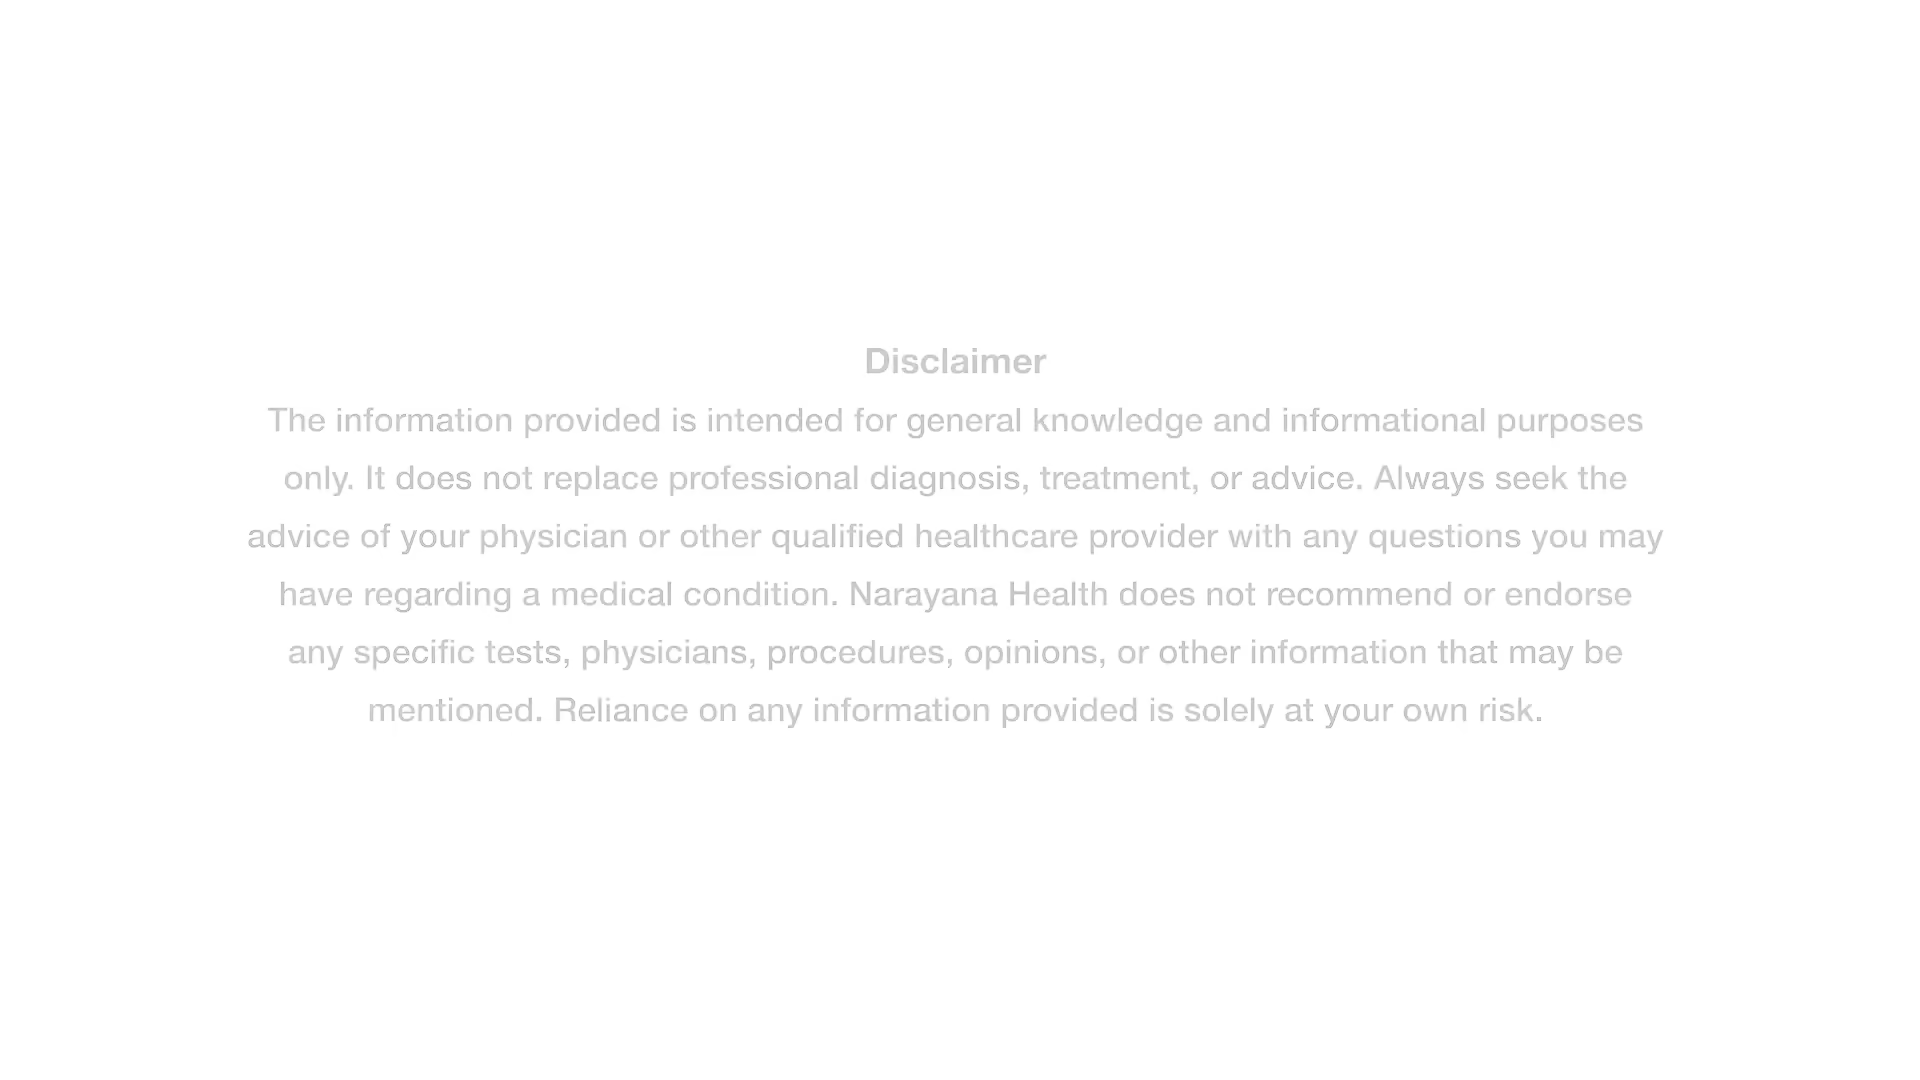 Disclaimer
The information provided is intended for general knowledge and informational purposes
only. It does not replace professional diagnosis, treatment, or advice. Always seek the
advice of your physician or other qualified healthcare provider with any questions you may
have regarding a medical condition. Narayana Health does not recommend or endorse
any specific tests, physicians, procedures, opinions, or other information that may be
mentioned. Reliance on any information provided is solely at your own risk.